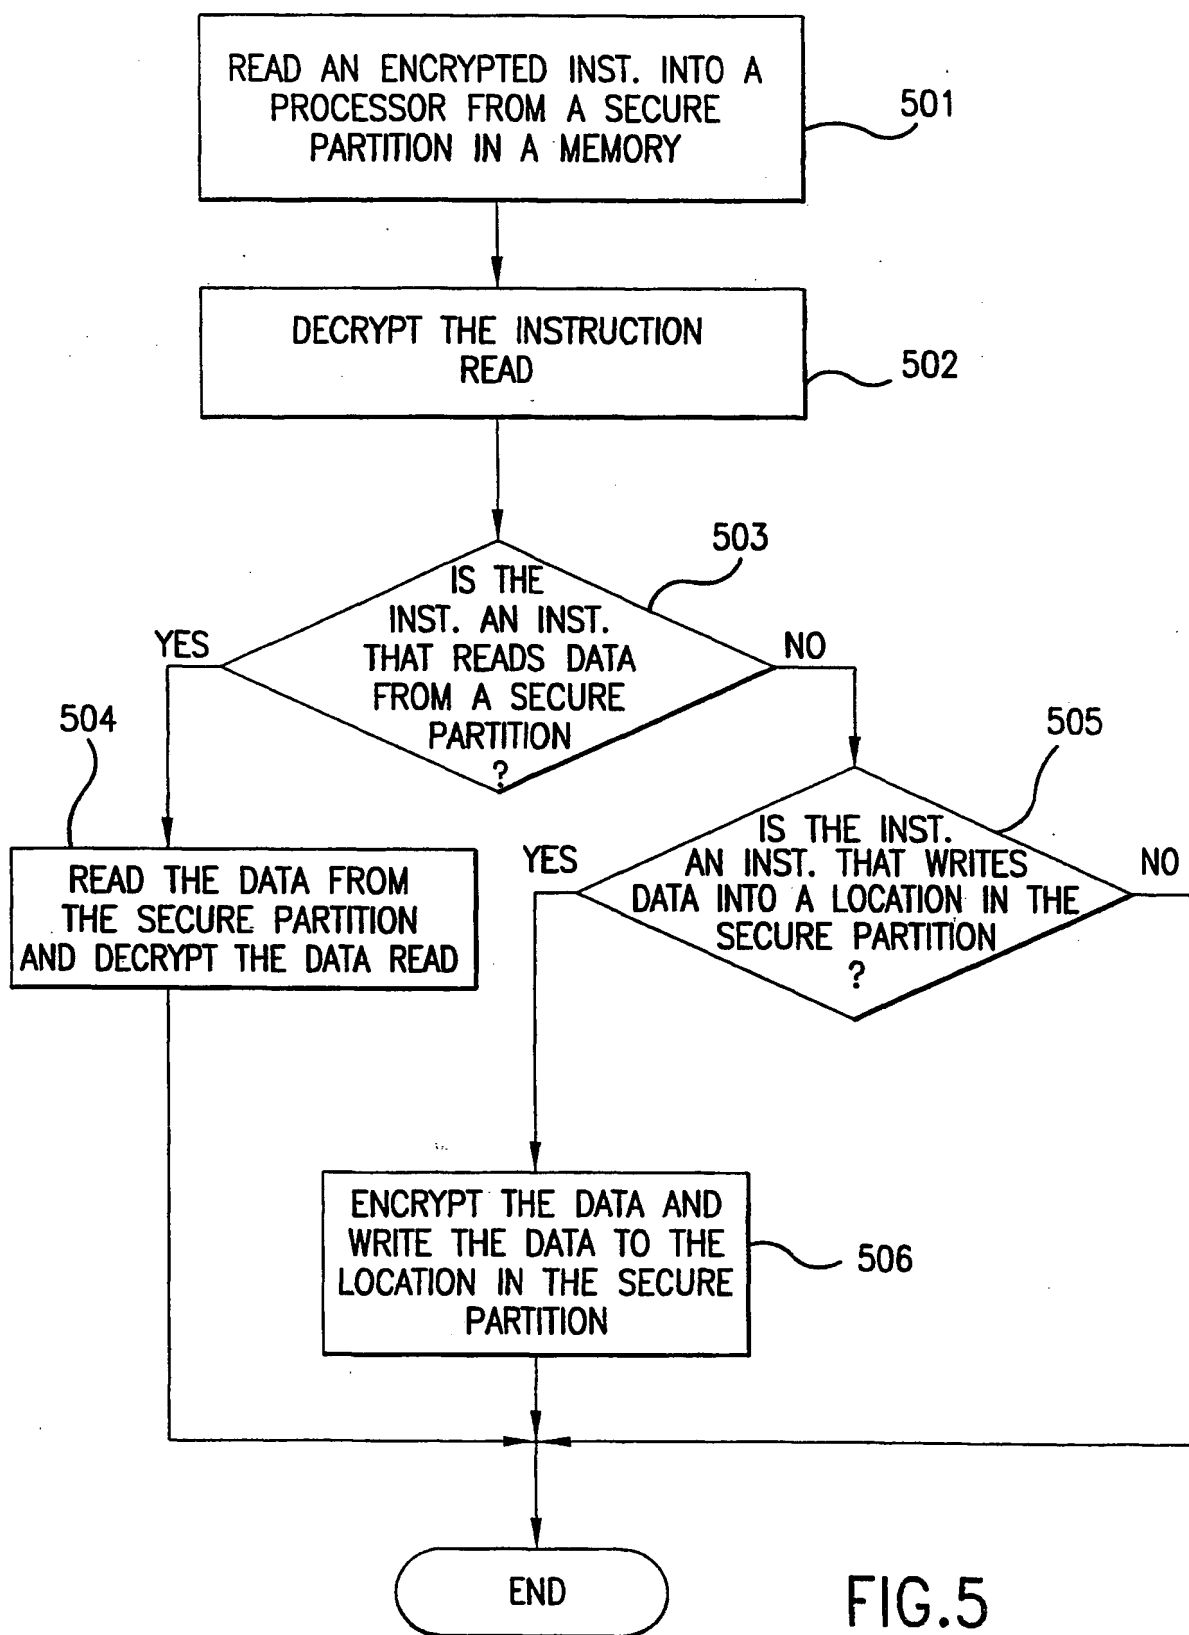 READ AN ENCRYPTED INST. INTO A
PROCESSOR FROM A SECURE
PARTITION IN A MEMORY
501
DECRYPT THE INSTRUCTION
READ
502
503
IS THE
INST. AN INST.
THAT READS DATA
FROM A SECURE
PARTITION
?
YES
NO
504
READ THE DATA FROM
THE SECURE PARTITION
AND DECRYPT THE DATA READ
505
IS THE INST.
AN INST. THAT WRITES
DATA INTO A LOCATION IN THE
SECURE PARTITION
?
YES
NO
ENCRYPT THE DATA AND
WRITE THE DATA TO THE
LOCATION IN THE SECURE
PARTITION
506
END
FIG.5